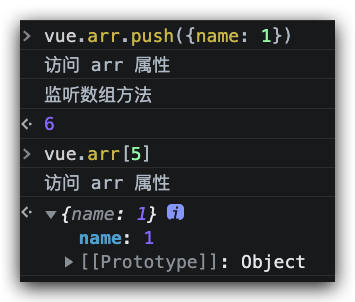 > vue.arr.push({name: 1})
访问 arr 属性
监听数组方法
<· 6
> vue.arr[5]
访问 arr 属性
<· ▼{name: 1} i
name: 1
▶[[Prototype]]: Object